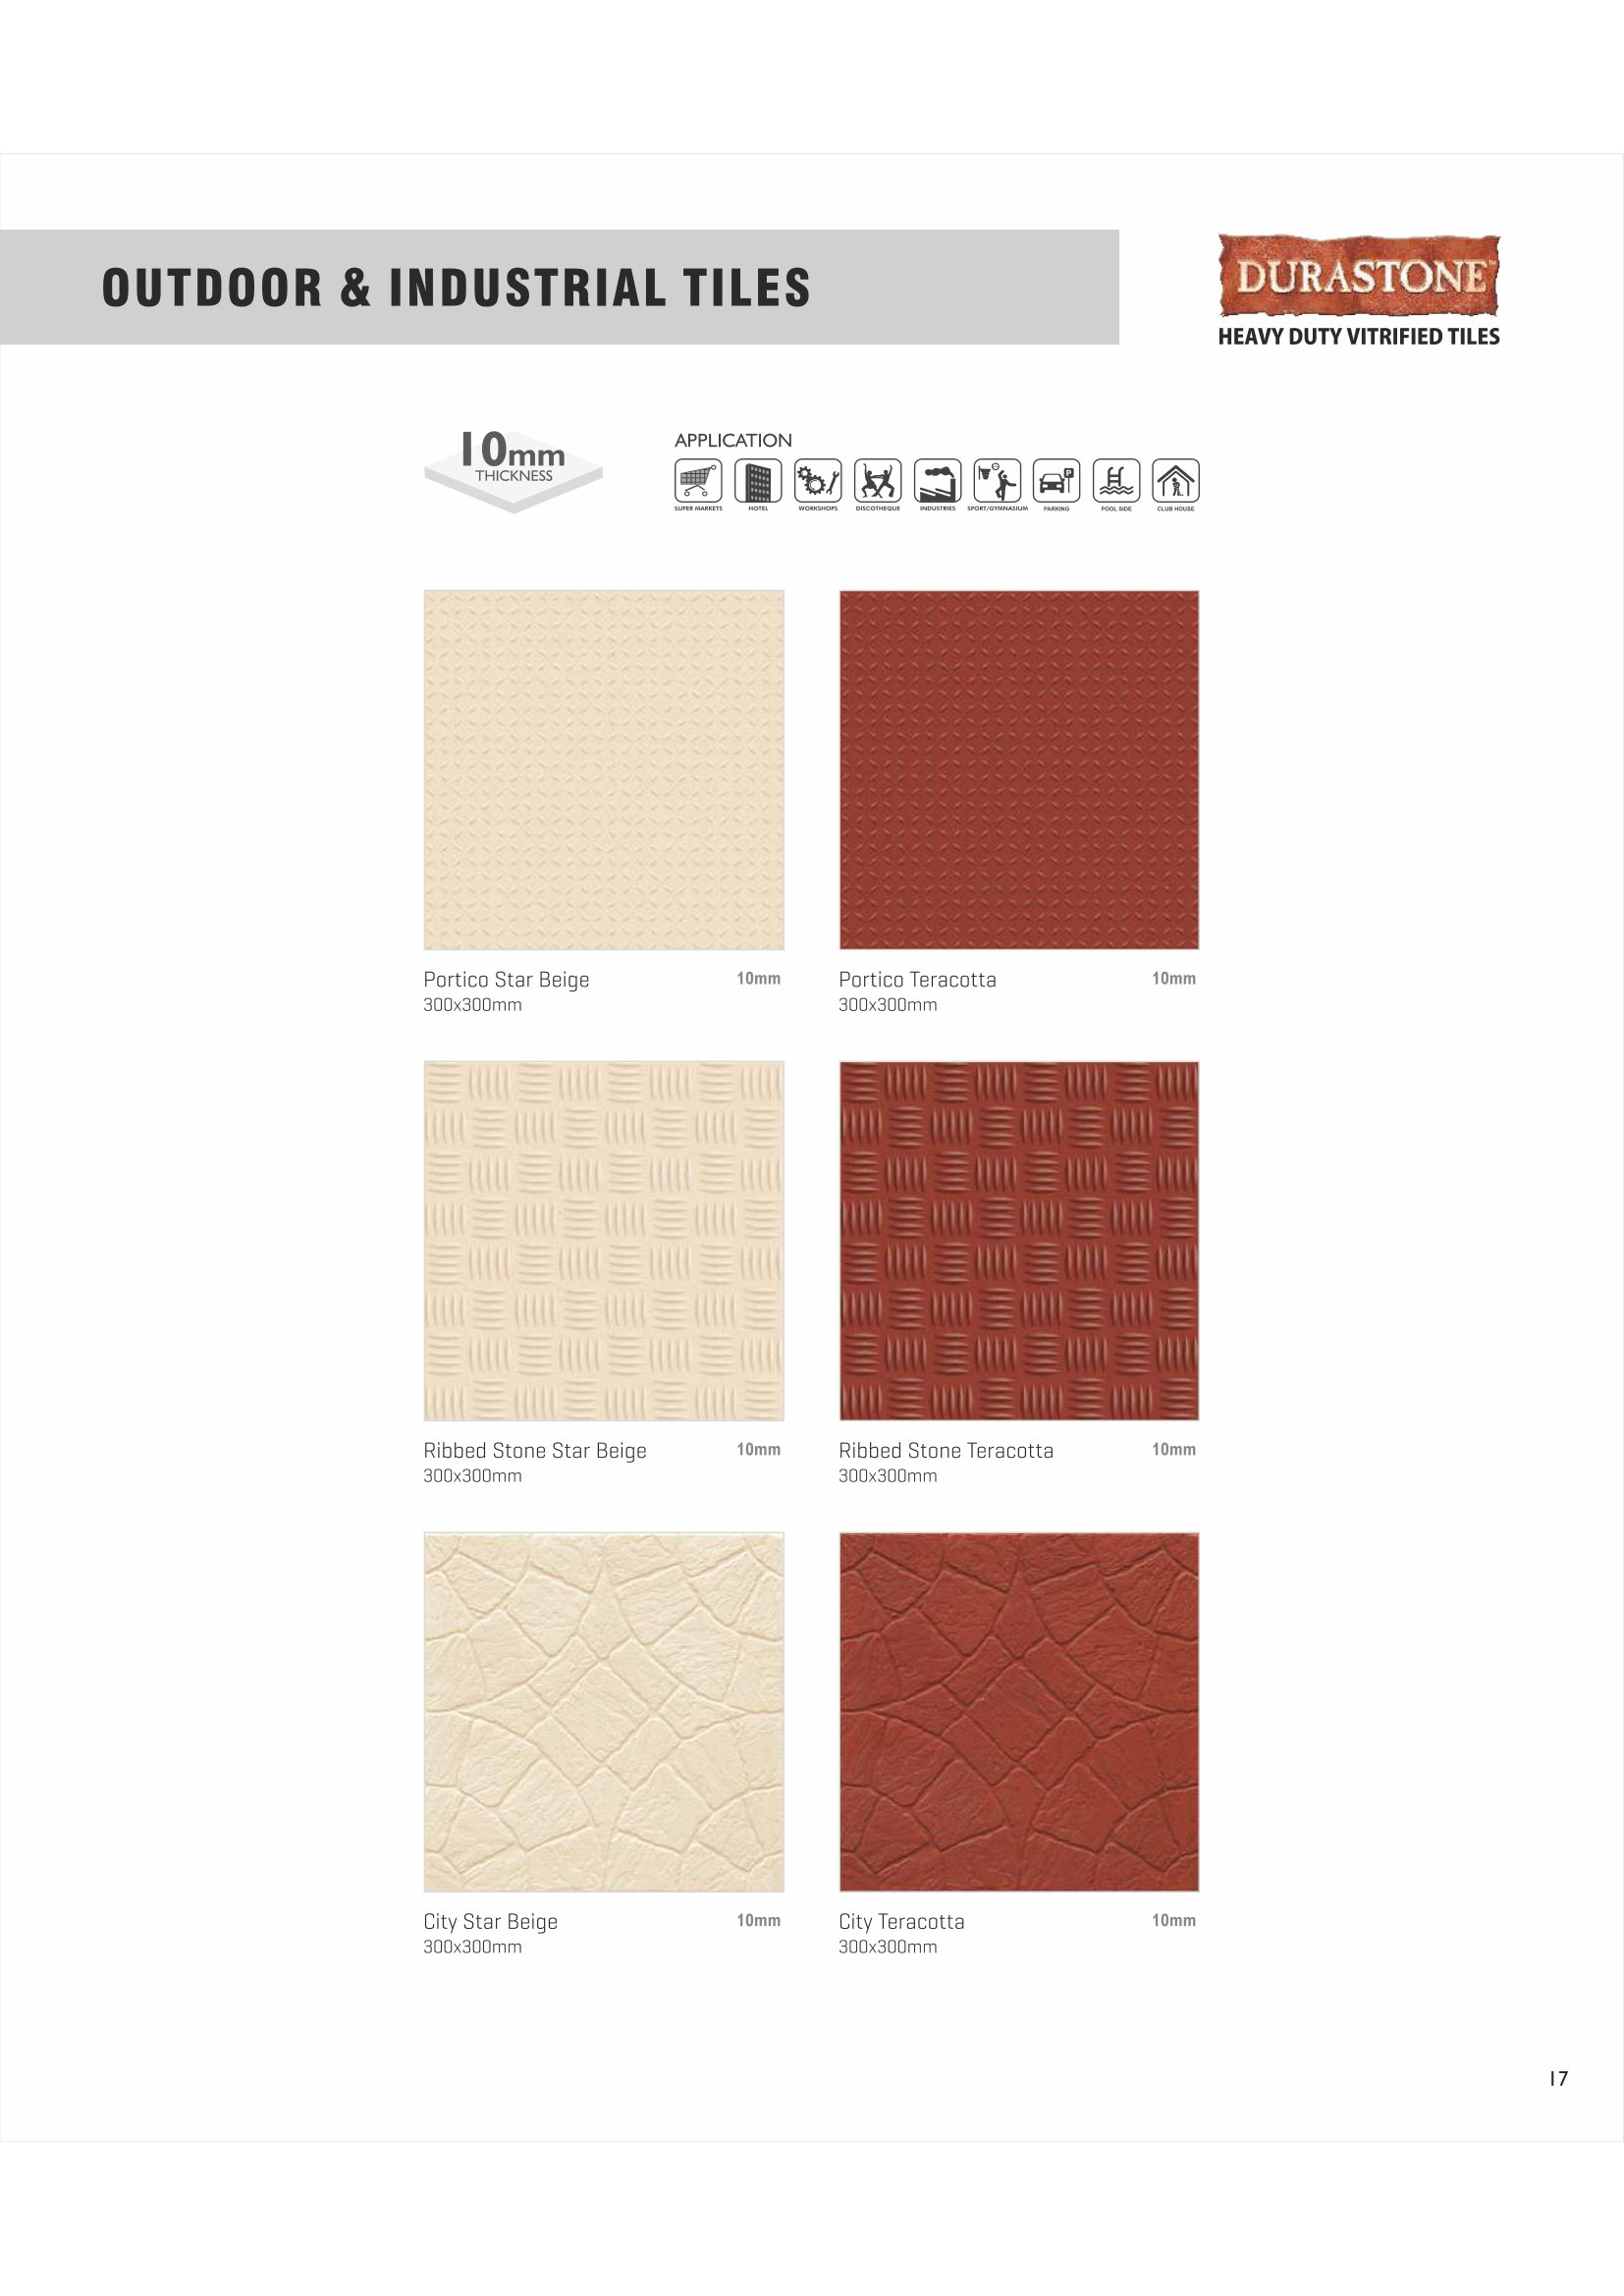 OUTDOOR & INDUSTRIAL TILES
DURASTONE™
HEAVY DUTY VITRIFIED TILES
10mm
THICKNESS
APPLICATION
SUPER MARKETS HOTEL WORKSHOPS DISCOTHEQUE INDUSTRIES SPORT/GYMNASIUM PARKING POOL SIDE CLUB HOUSE
P
Portico Star Beige 10mm
300x300mm
Portico Teracotta 10mm
300x300mm
Ribbed Stone Star Beige 10mm
300x300mm
Ribbed Stone Teracotta 10mm
300x300mm
City Star Beige 10mm
300x300mm
City Teracotta 10mm
300x300mm
17